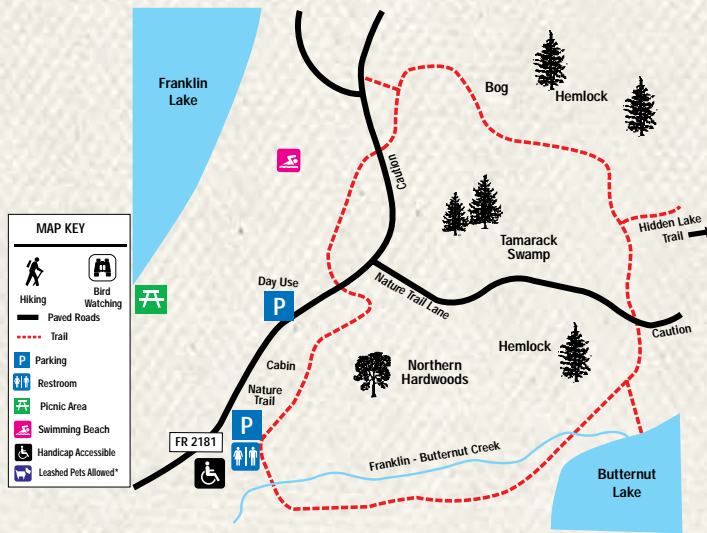 Franklin
Lake
Bog
Hemlock
Caution
MAP KEY
Hiking
Bird
Watching
Paved Roads
Trail
P
Parking
Restroom
Picnic Area
Swimming Beach
Handicap Accessible
Leashed Pets Allowed*
Hidden Lake
Trail
Tamarack
Swamp
Day Use
P
Nature Trail Lane
Caution
Hemlock
Cabin
Northern
Hardwoods
Nature
Trail
P
FR 2181
Franklin - Butternut Creek
Butternut
Lake